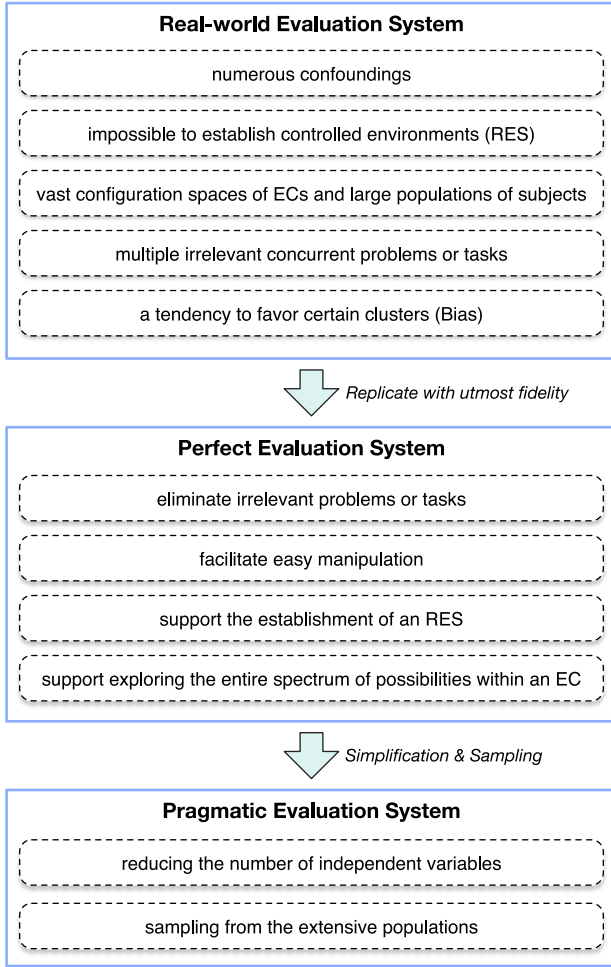 Real-world Evaluation System
numerous confoundings
impossible to establish controlled environments (RES)
vast configuration spaces of ECs and large populations of subjects
multiple irrelevant concurrent problems or tasks
a tendency to favor certain clusters (Bias)
Replicate with utmost fidelity
Perfect Evaluation System
eliminate irrelevant problems or tasks
facilitate easy manipulation
support the establishment of an RES
support exploring the entire spectrum of possibilities within an EC
Simplification & Sampling
Pragmatic Evaluation System
reducing the number of independent variables
sampling from the extensive populations